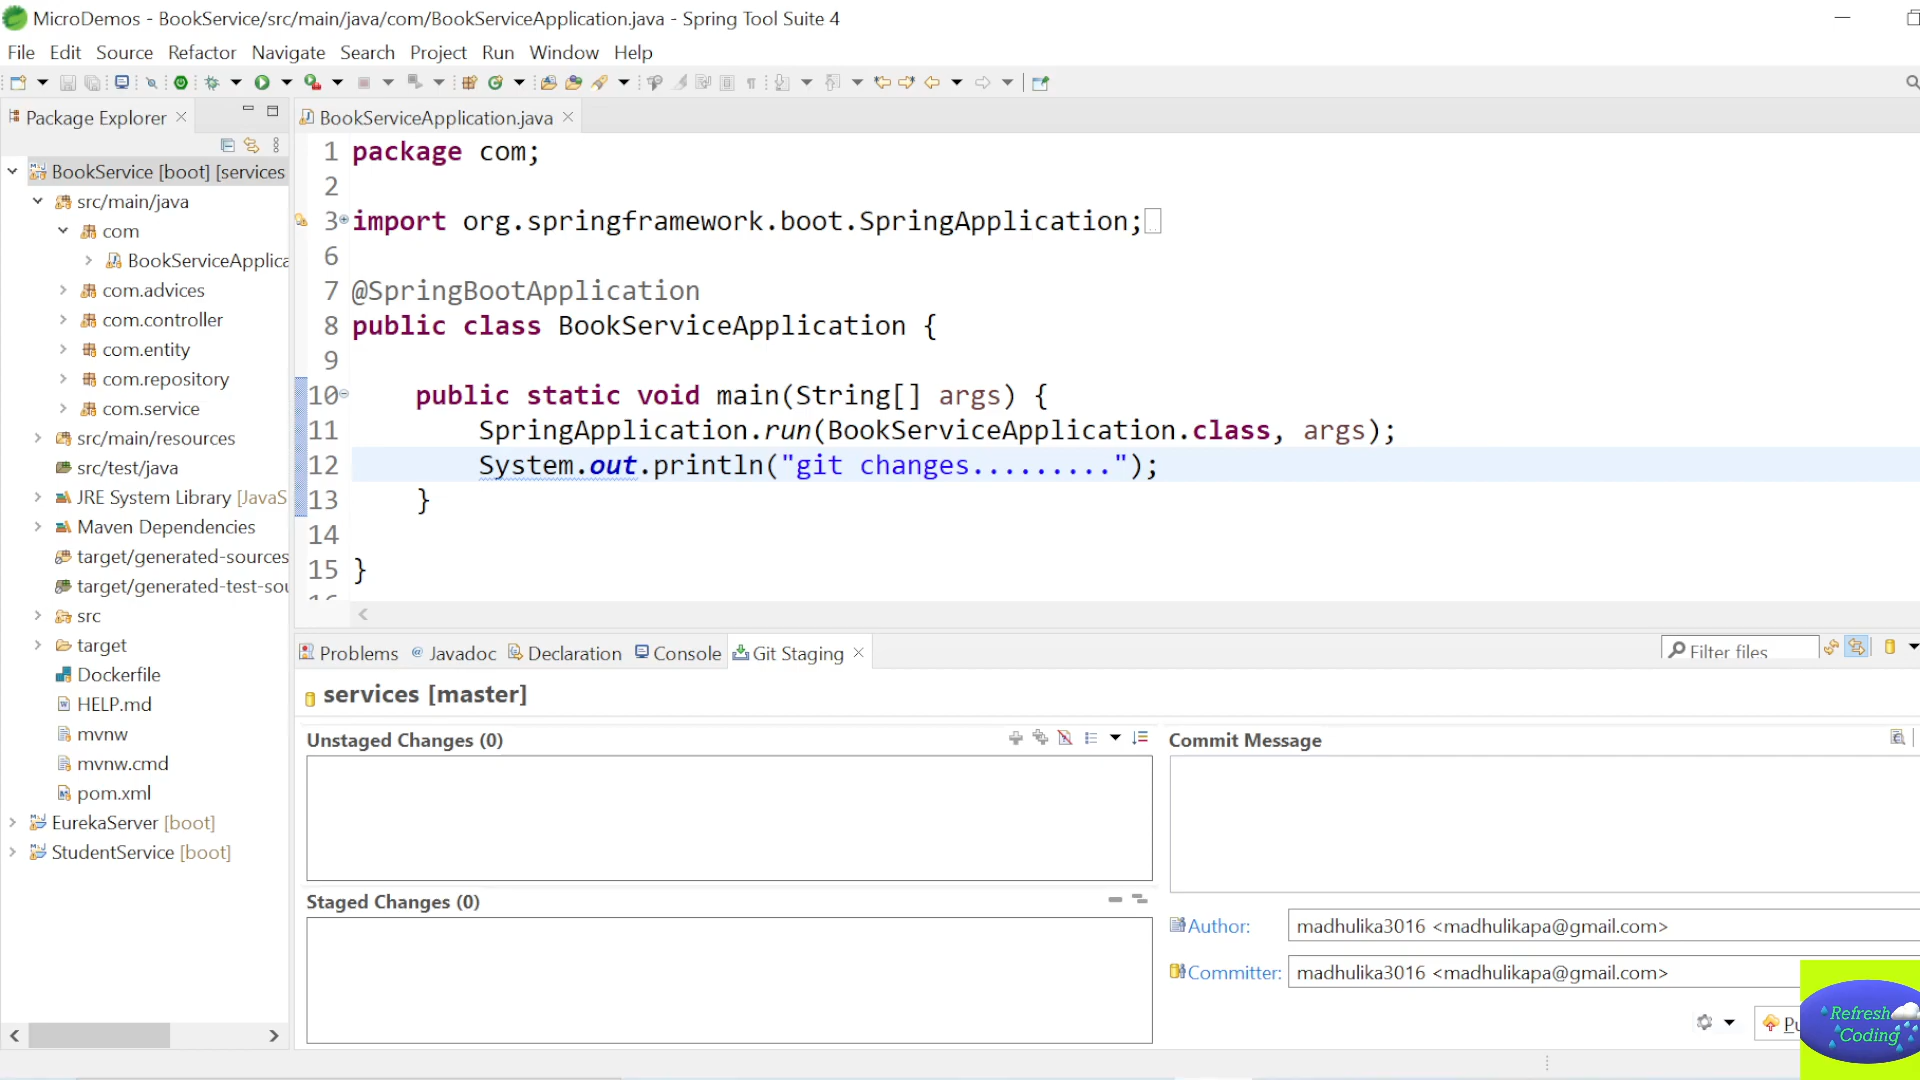 MicroDemos - BookService/src/main/java/com/BookServiceApplication.java - Spring Tool Suite 4
File Edit Source Refactor Navigate Search Project Run Window Help
Package Explorer
BookService [boot] [services
src/main/java
com
BookServiceApplica
com.advices
com.controller
com.entity
com.repository
com.service
src/main/resources
src/test/java
JRE System Library [JavaS
Maven Dependencies
target/generated-sources
target/generated-test-sou
src
target
Dockerfile
HELP.md
mvnw
mvnw.cmd
pom.xml
EurekaServer [boot]
StudentService [boot]
BookServiceApplication.java
1 package com;
2
3 import org.springframework.boot.SpringApplication;
6
7 @SpringBootApplication
8 public class BookServiceApplication {
9
10 public static void main(String[] args) {
11 SpringApplication.run(BookServiceApplication.class, args);
12 System.out.println("git changes.........");
13 }
14
15 }
Problems Javadoc Declaration Console Git Staging
Filter files
services [master]
Unstaged Changes (0)
Staged Changes (0)
Commit Message
Author: madhulika3016 <madhulikapa@gmail.com>
Committer: madhulika3016 <madhulikapa@gmail.com>
Refresh
Coding